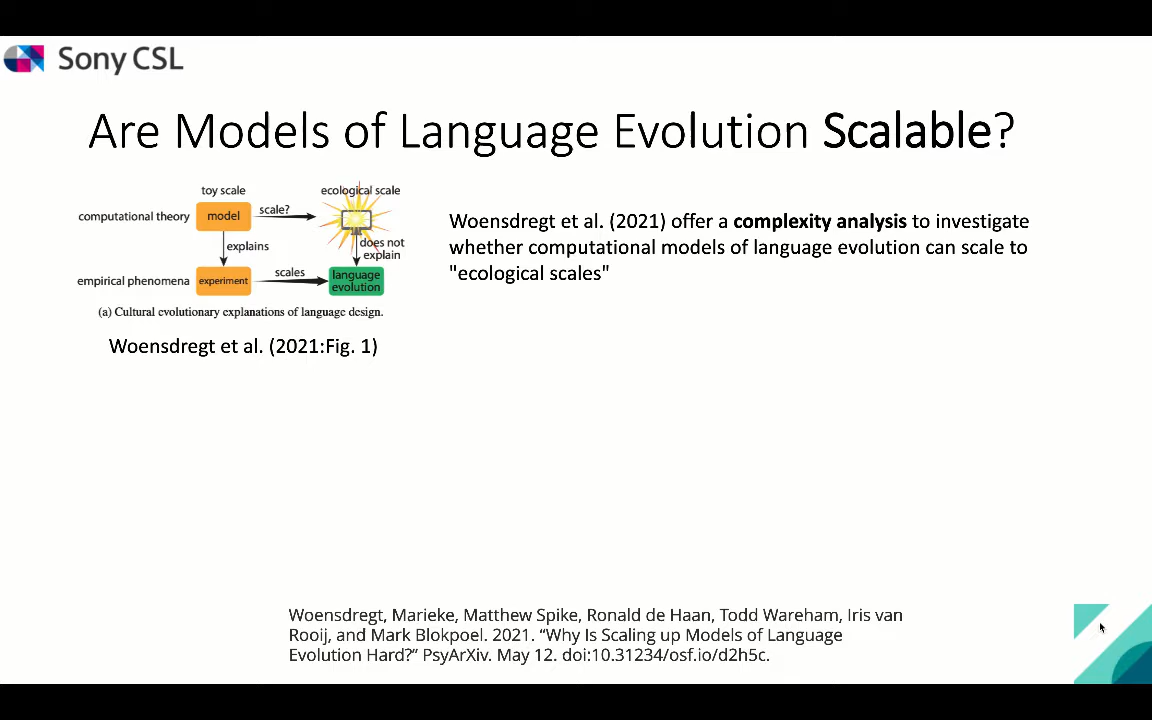 Sony CSL
Are Models of Language Evolution Scalable?
toy scale
ecological scale
computational theory
model
scale?
explains
does not
explain
empirical phenomena
experiment
scales
language
evolution
(a) Cultural evolutionary explanations of language design.
Woensdregt et al. (2021:Fig. 1)
Woensdregt et al. (2021) offer a complexity analysis to investigate
whether computational models of language evolution can scale to
"ecological scales"
Woensdregt, Marieke, Matthew Spike, Ronald de Haan, Todd Wareham, Iris van
Rooij, and Mark Blokpoel. 2021. “Why Is Scaling up Models of Language
Evolution Hard?” PsyArXiv. May 12. doi:10.31234/osf.io/d2h5c.